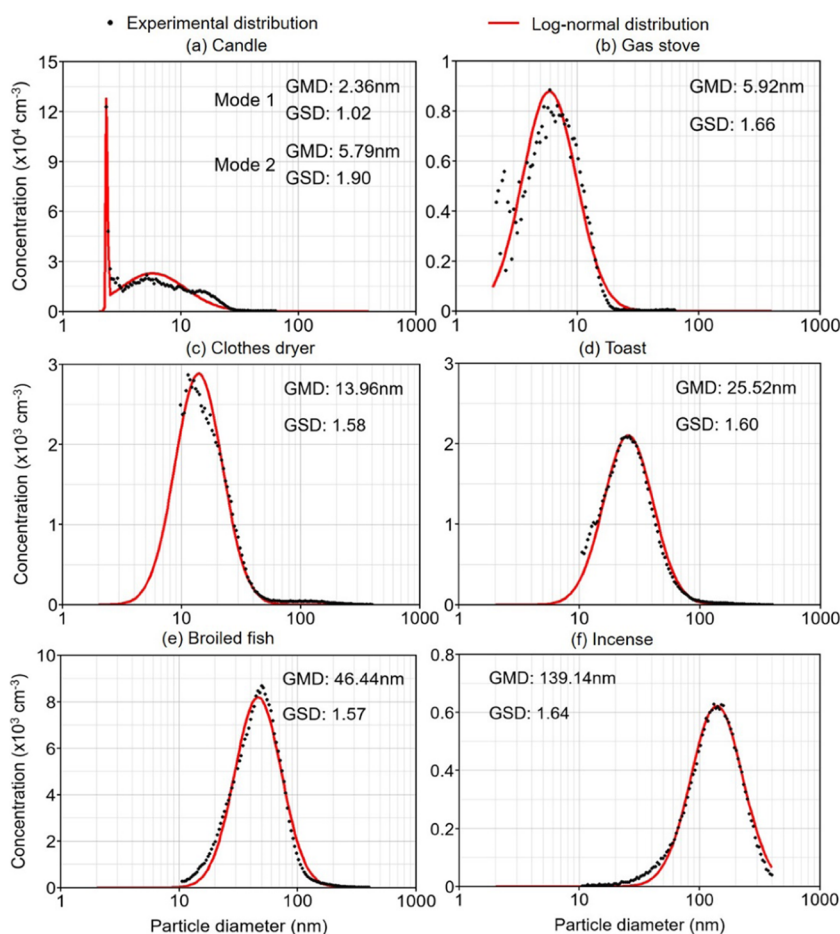 Experimental distribution
Log-normal distribution
(a) Candle
(b) Gas stove
Concentration (x10⁴ cm⁻³)
15
12
9
6
3
0
Mode 1
GMD: 2.36nm
GSD: 1.02
Mode 2
GMD: 5.79nm
GSD: 1.90
1
10
100
1000
1
0.8
0.6
0.4
0.2
0
GMD: 5.92nm
GSD: 1.66
1
10
100
1000
(c) Clothes dryer
(d) Toast
Concentration (x10³ cm⁻³)
3
2
1
0
GMD: 13.96nm
GSD: 1.58
1
10
100
1000
3
2
1
0
GMD: 25.52nm
GSD: 1.60
1
10
100
1000
(e) Broiled fish
(f) Incense
Concentration (x10³ cm⁻³)
10
8
6
4
2
0
GMD: 46.44nm
GSD: 1.57
1
10
100
1000
Particle diameter (nm)
0.8
0.6
0.4
0.2
0
GMD: 139.14nm
GSD: 1.64
1
10
100
1000
Particle diameter (nm)